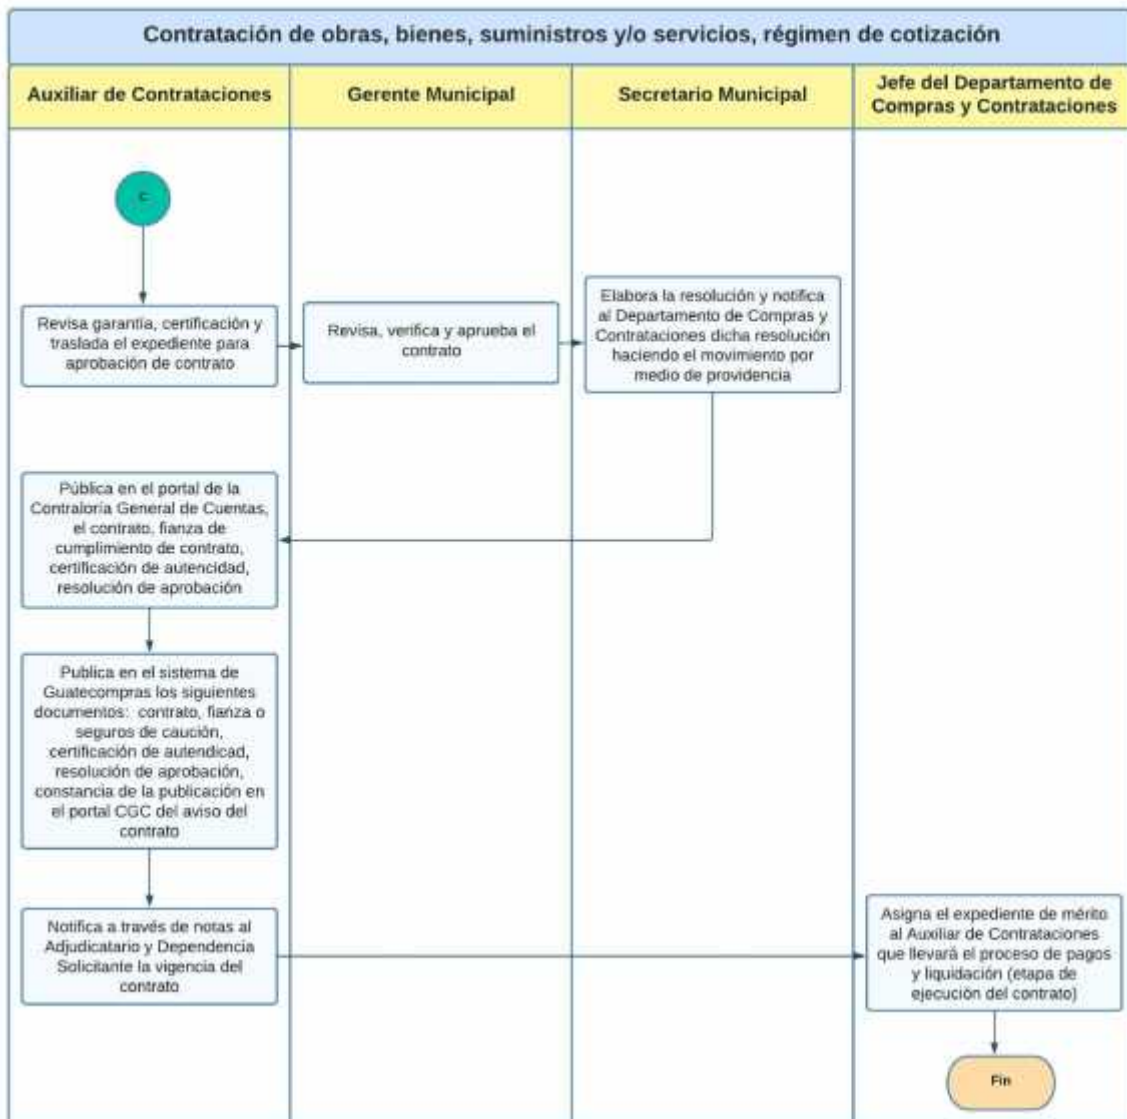 Contratación de obras, bienes, suministros y/o servicios, régimen de cotización
Auxiliar de Contrataciones
Gerente Municipal
Secretario Municipal
Jefe del Departamento de
Compras y Contrataciones
C
Revisa garantía, certificación y
traslada el expediente para
aprobación de contrato
Revisa, verifica y aprueba el
contrato
Elabora la resolución y notifica
al Departamento de Compras y
Contrataciones dicha resolución
haciendo el movimiento por
medio de providencia
Pública en el portal de la
Contraloría General de Cuentas,
el contrato, fianza de
cumplimiento de contrato,
certificación de autencidad,
resolución de aprobación
Publica en el sistema de
Guatecompras los siguientes
documentos: contrato, fianza o
seguros de caución,
certificación de autendicad,
resolución de aprobación,
constancia de la publicación en
el portal CGC del aviso del
contrato
Notifica a través de notas al
Adjudicatario y Dependencia
Solicitante la vigencia del
contrato
Asigna el expediente de mérito
al Auxiliar de Contrataciones
que llevará el proceso de pagos
y liquidación (etapa de
ejecución del contrato)
Fin